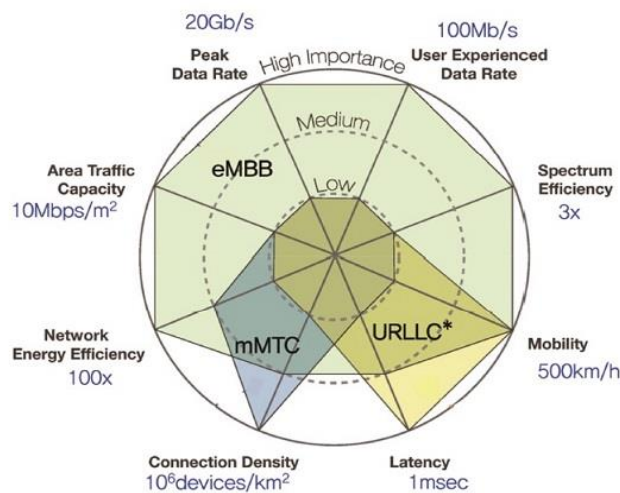 20Gb/s
Peak
Data Rate
High Importance
100Mb/s
User Experienced
Data Rate
Medium
Low
eMBB
Area Traffic
Capacity
10Mbps/m²
Spectrum
Efficiency
3x
Network
Energy Efficiency
100x
mMTC
URLLC*
Mobility
500km/h
Connection Density
10⁶devices/km²
Latency
1msec